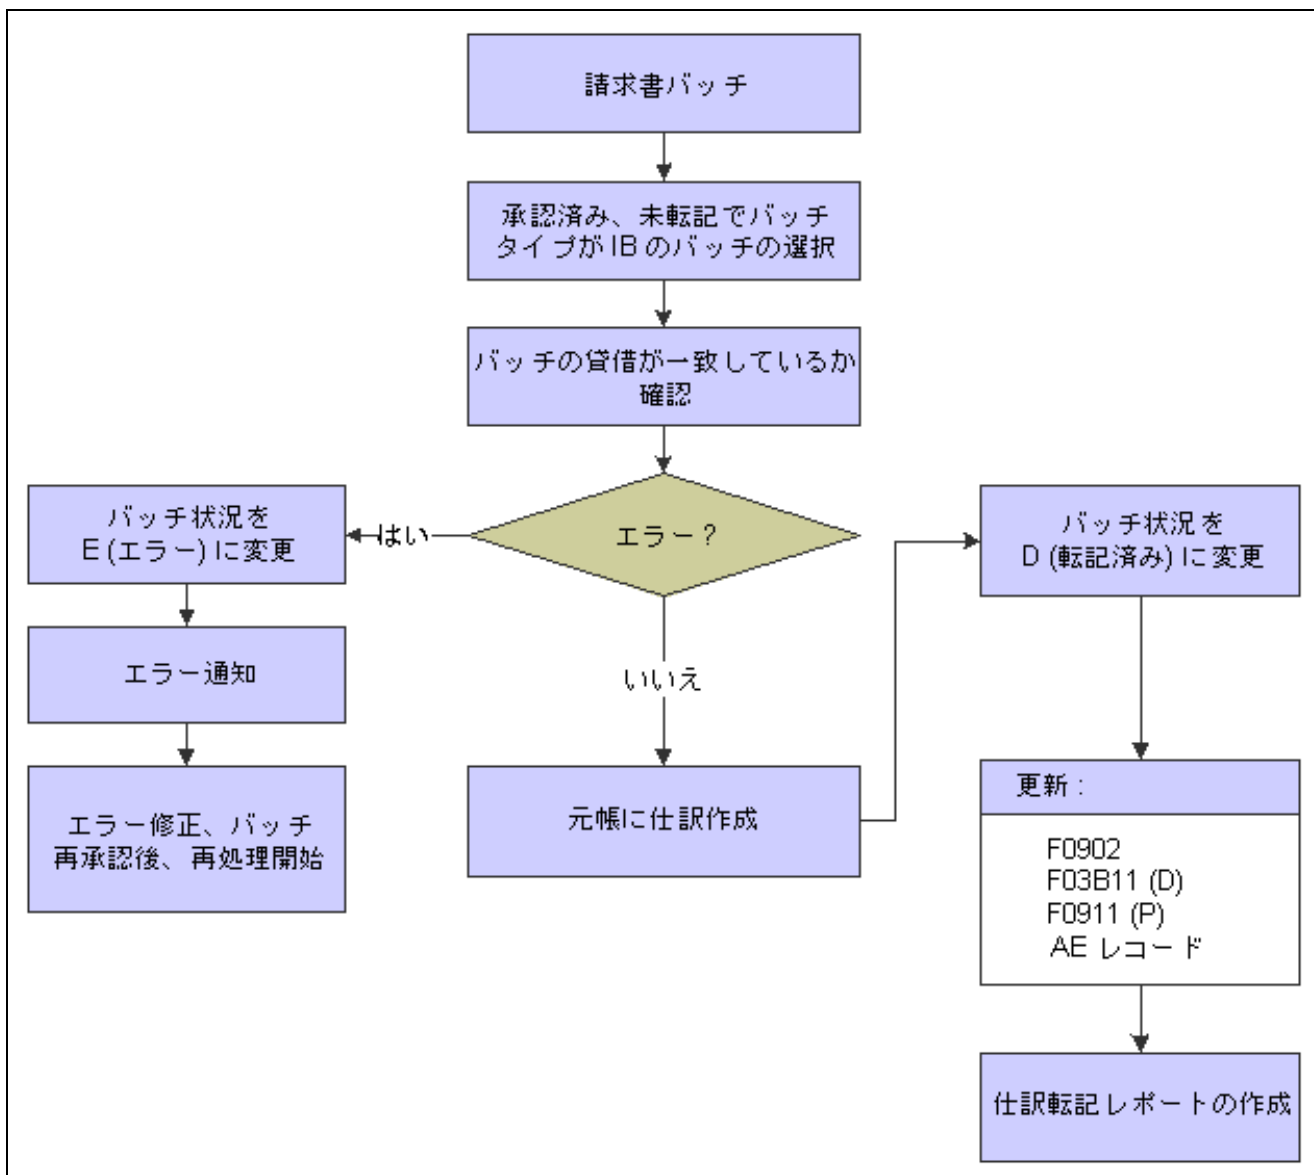 請求書バッチ
承認済み、未転記でバッチ
タイプが IB のバッチの選択
バッチの貸借が一致しているか
確認
エラー？
はい
バッチ状況を
E (エラー) に変更
エラー通知
エラー修正、バッチ
再承認後、再処理開始
いいえ
元帳に仕訳作成
バッチ状況を
D (転記済み) に変更
更新：
F0902
F03B11 (D)
F0911 (P)
AE レコード
仕訳転記レポートの作成